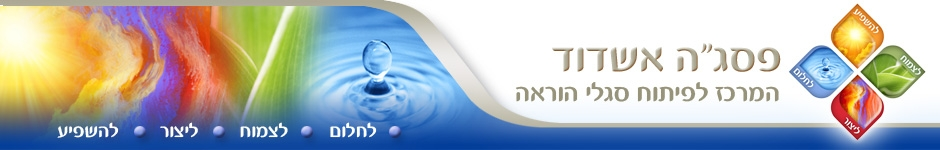 פסג"ה אשדוד
המרכז לפיתוח סגלי הוראה
לחלום לצמוח ליצור להשפיע
להשפיע
לצמוח
לחלום
ליצור